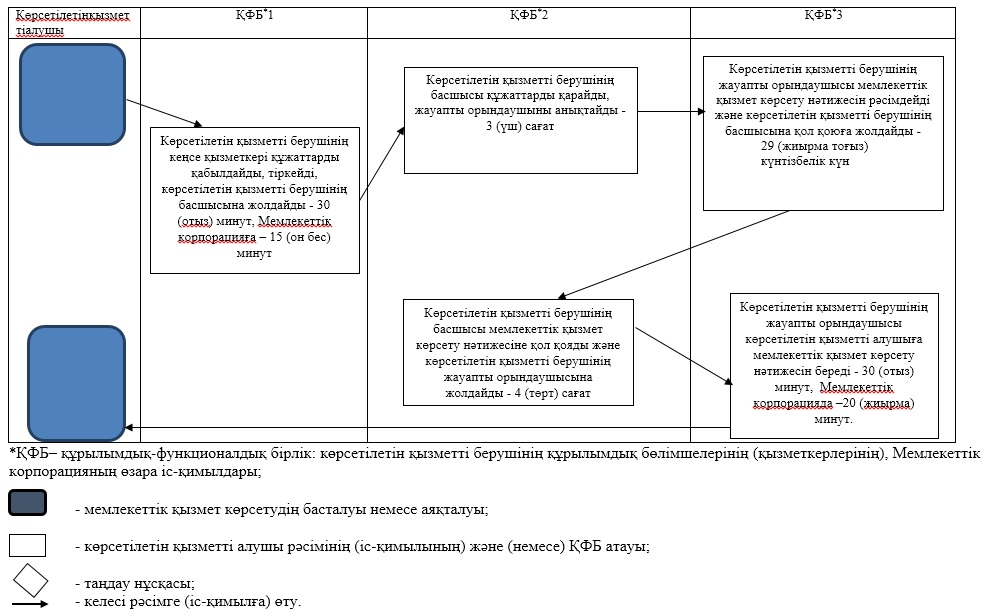 Көрсетілетінқызмет
тіалушы
ҚФБ*1
ҚФБ*2
ҚФБ*3
Көрсетілетін қызметті берушінің
кеңсе қызметкері құжаттарды
қабылдайды, тіркейді,
көрсетілетін қызметті берушінің
басшысына жолдайды - 30
(отыз) минут, Мемлекеттік
корпорацияға – 15 (он бес)
минут
Көрсетілетін қызметті берушінің
басшысы құжаттарды қарайды,
жауапты орындаушыны анықтайды -
3 (үш) сағат
Көрсетілетін қызметті берушінің
жауапты орындаушысы мемлекеттік
қызмет көрсету нәтижесін рәсімдейді
және көрсетілетін қызметті берушінің
басшысына қол қоюға жолдайды -
29 (жиырма тоғыз)
күнтізбелік күн
Көрсетілетін қызметті берушінің
басшысы мемлекеттік қызмет
көрсету нәтижесіне қол қояды және
көрсетілетін қызметті берушінің
жауапты орындаушысына
жолдайды - 4 (төрт) сағат
Көрсетілетін қызметті берушінің
жауапты орындаушысы
көрсетілетін қызметті алушыға
мемлекеттік қызмет көрсету
нәтижесін береді - 30 (отыз)
минут, Мемлекеттік
корпорацияда –20 (жиырма)
минут.
*ҚФБ– құрылымдық-функционалдық бірлік: көрсетілетін қызметті берушінің құрылымдық бөлімшелерінің (қызметкерлерінің), Мемлекеттік
корпорацияның өзара іс-қимылдары;
- мемлекеттік қызмет көрсетудің басталуы немесе аяқталуы;
- көрсетілетін қызметті алушы рәсімінің (іс-қимылының) және (немесе) ҚФБ атауы;
- таңдау нұсқасы;
- келесі рәсімге (іс-қимылға) өту.